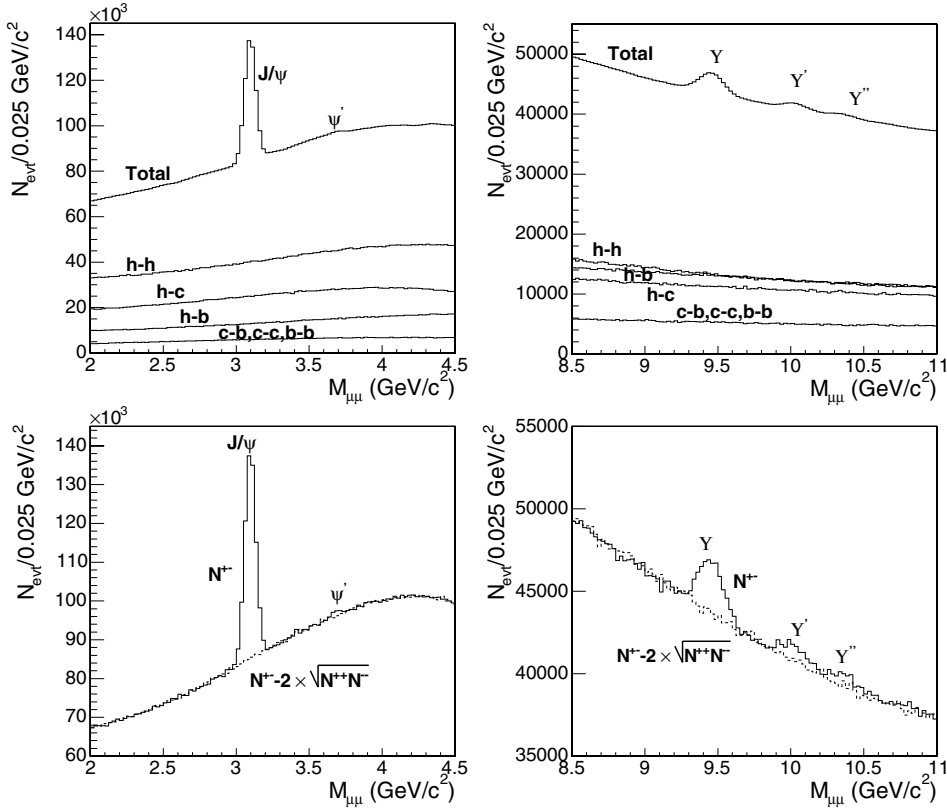 ×10³
N_evt/0.025 GeV/c²
140
120
100
80
60
40
20
0
J/ψ
ψ'
Total
h-h
h-c
h-b
c-b,c-c,b-b
2 2.5 3 3.5 4 4.5
M_μμ (GeV/c²)
N_evt/0.025 GeV/c²
50000
40000
30000
20000
10000
0
Total
Υ
Υ'
Υ''
h-h
h-b
h-c
c-b,c-c,b-b
8.5 9 9.5 10 10.5 11
M_μμ (GeV/c²)
×10³
N_evt/0.025 GeV/c²
140
130
120
110
100
90
80
70
60
J/ψ
N⁺⁻
ψ'
N⁺⁻-2 × √N⁺⁺N⁻⁻
2 2.5 3 3.5 4 4.5
M_μμ (GeV/c²)
N_evt/0.025 GeV/c²
55000
50000
45000
40000
35000
Υ
N⁺⁻
Υ'
Υ''
N⁺⁻-2 × √N⁺⁺N⁻⁻
8.5 9 9.5 10 10.5 11
M_μμ (GeV/c²)